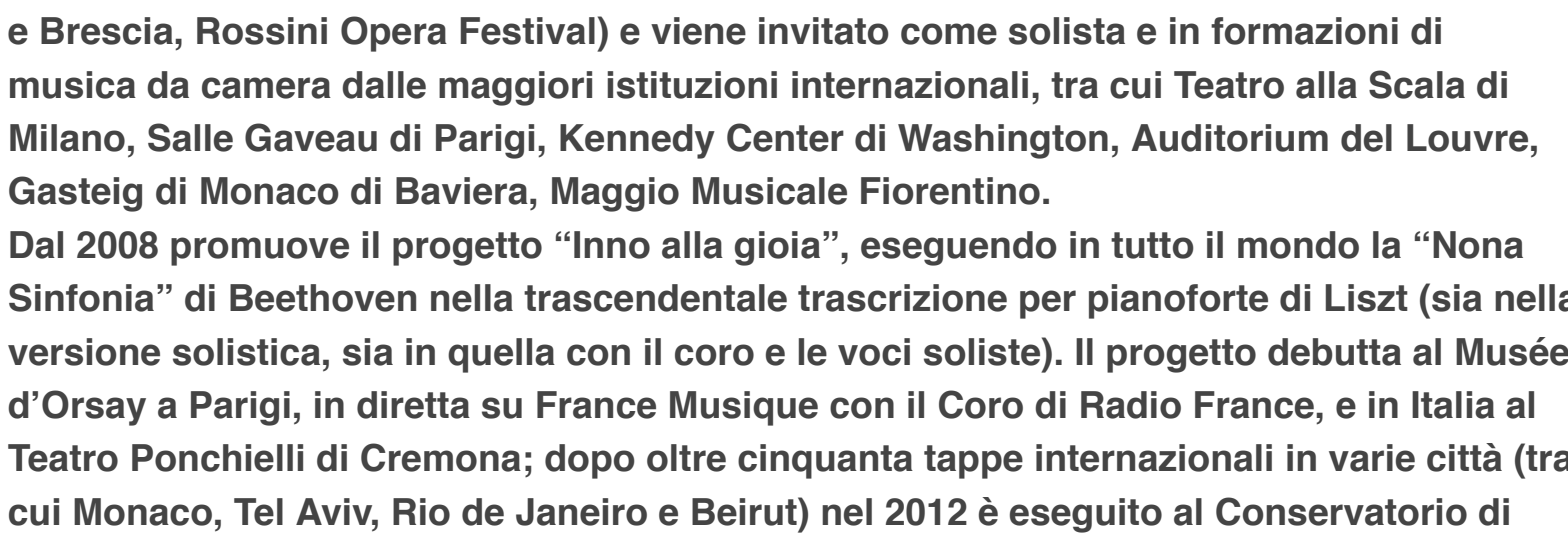 e Brescia, Rossini Opera Festival) e viene invitato come solista e in formazioni di
musica da camera dalle maggiori istituzioni internazionali, tra cui Teatro alla Scala di
Milano, Salle Gaveau di Parigi, Kennedy Center di Washington, Auditorium del Louvre,
Gasteig di Monaco di Baviera, Maggio Musicale Fiorentino.
Dal 2008 promuove il progetto “Inno alla gioia”, eseguendo in tutto il mondo la “Nona
Sinfonia” di Beethoven nella trascendentale trascrizione per pianoforte di Liszt (sia nella
versione solistica, sia in quella con il coro e le voci soliste). Il progetto debutta al Musée
d’Orsay a Parigi, in diretta su France Musique con il Coro di Radio France, e in Italia al
Teatro Ponchielli di Cremona; dopo oltre cinquanta tappe internazionali in varie città (tra
cui Monaco, Tel Aviv, Rio de Janeiro e Beirut) nel 2012 è eseguito al Conservatorio di